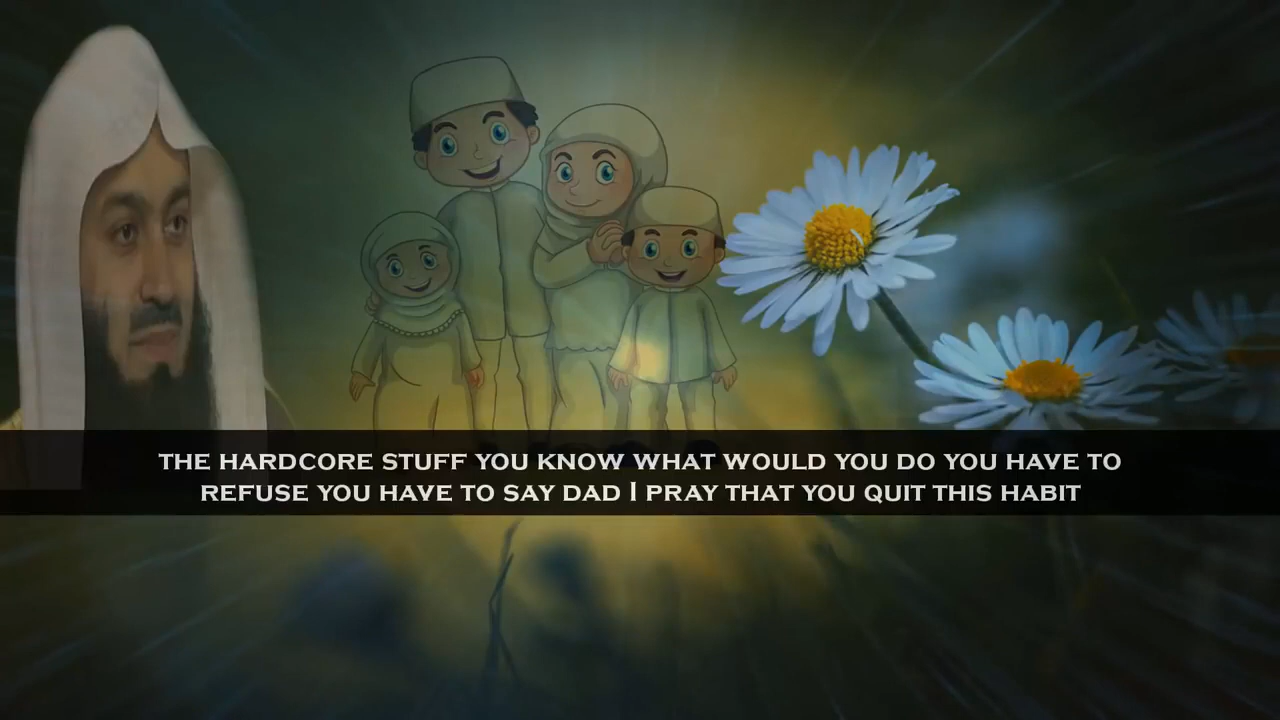 THE HARDCORE STUFF YOU KNOW WHAT WOULD YOU DO YOU HAVE TO
REFUSE YOU HAVE TO SAY DAD I PRAY THAT YOU QUIT THIS HABIT